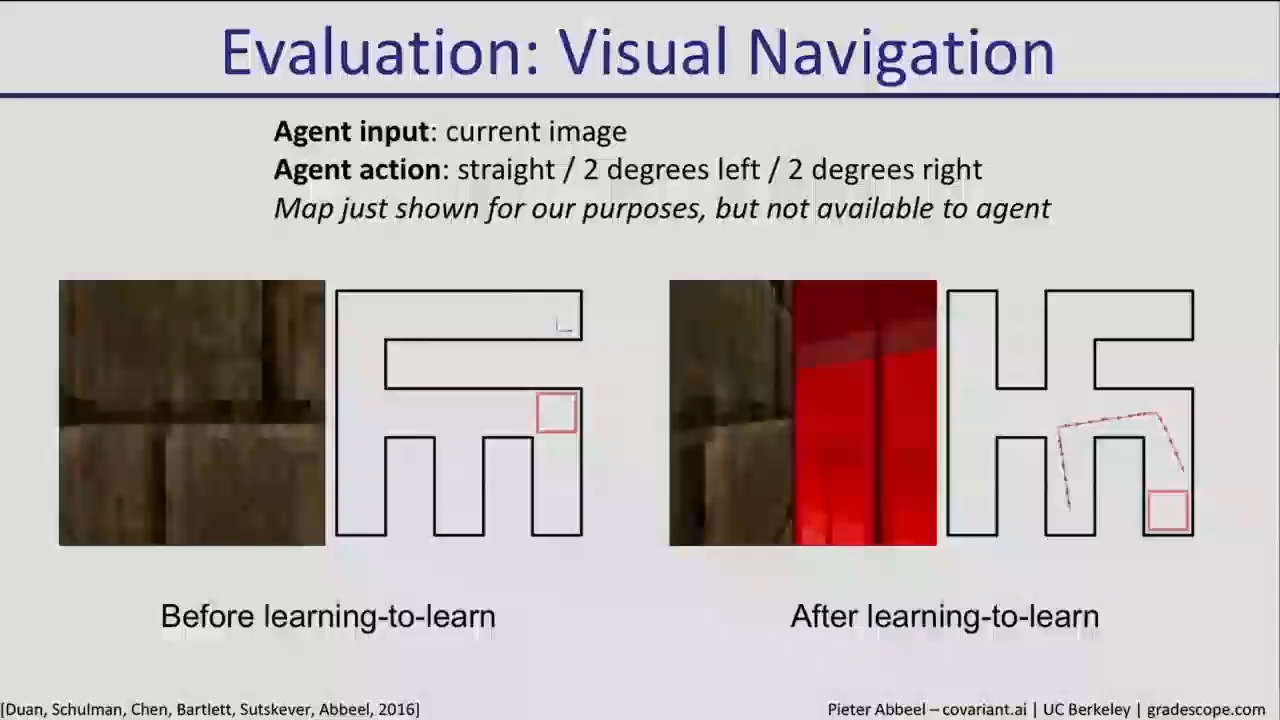 Evaluation: Visual Navigation
Agent input: current image
Agent action: straight / 2 degrees left / 2 degrees right
Map just shown for our purposes, but not available to agent
Before learning-to-learn
After learning-to-learn
[Duan, Schulman, Chen, Bartlett, Sutskever, Abbeel, 2016]
Pieter Abbeel – covariant.ai | UC Berkeley | gradescope.com